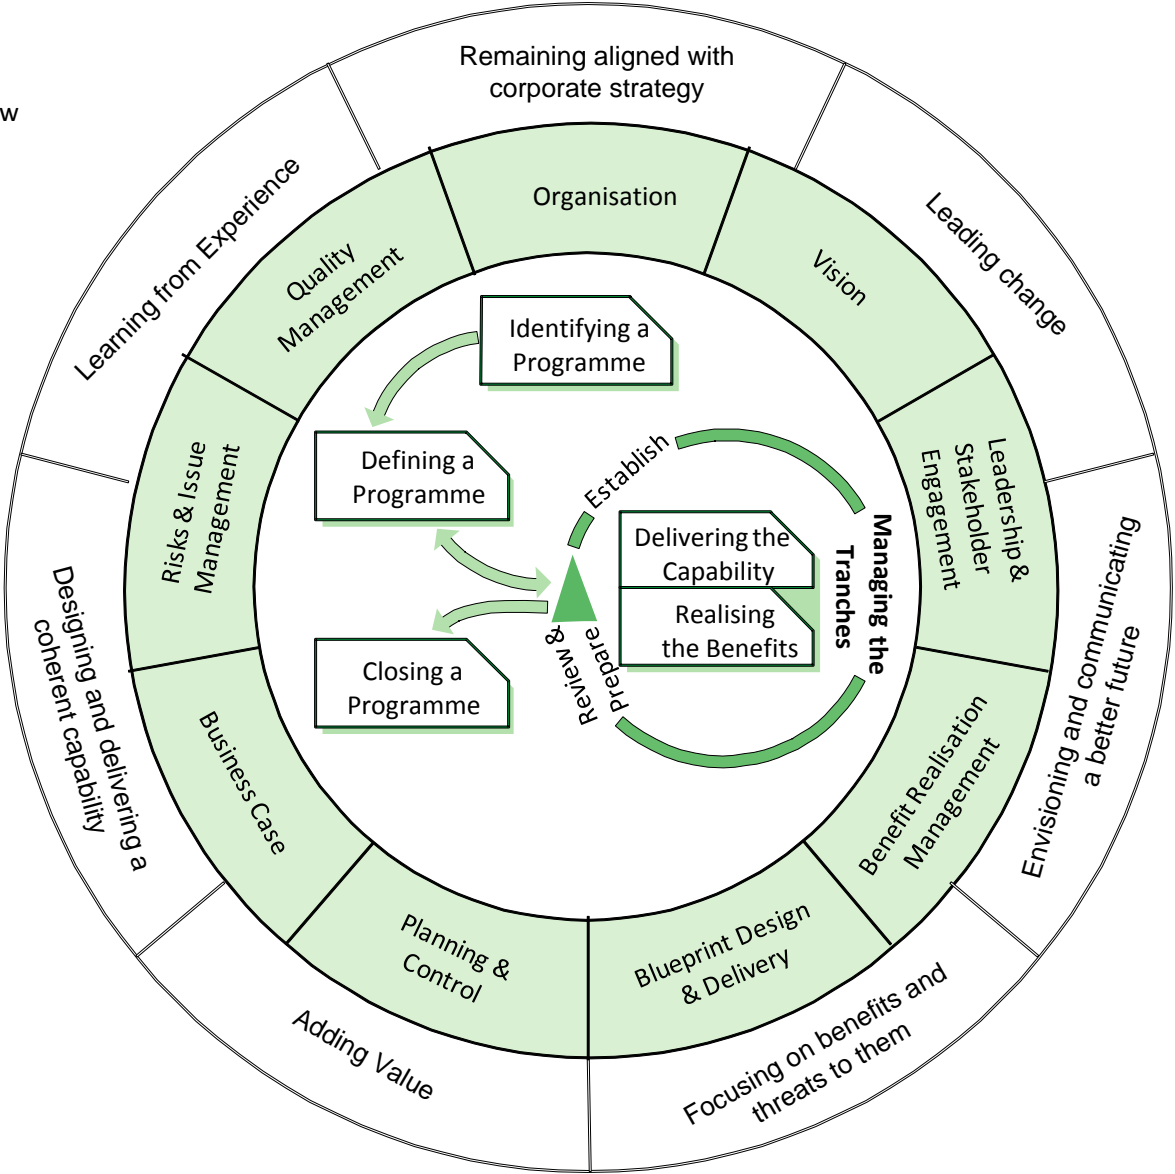 Remaining aligned with
corporate strategy
w
Learning from Experience
Leading change
Organisation
Quality
Management
Vision
Identifying a
Programme
Defining a
Programme
Establish
Risks & Issue
Management
Leadership &
Stakeholder
Engagement
Delivering the
Capability
Realising
the Benefits
Managing the
Tranches
Review &
Prepare
Closing a
Programme
Designing and delivering a
coherent capability
Envisioning and communicating
a better future
Business Case
Benefit Realisation
Management
Planning &
Control
Blueprint Design
& Delivery
Adding Value
Focusing on benefits and
threats to them